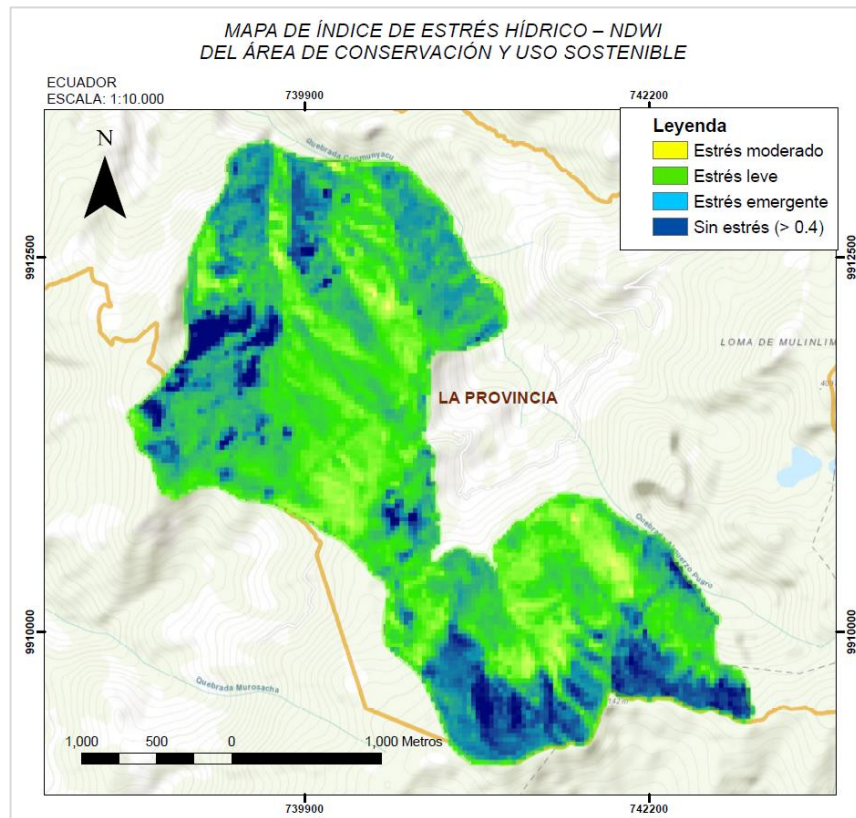 MAPA DE ÍNDICE DE ESTRÉS HÍDRICO – NDWI
DEL ÁREA DE CONSERVACIÓN Y USO SOSTENIBLE
ECUADOR
ESCALA: 1:10.000
739900
742200
N
Leyenda
Estrés moderado
Estrés leve
Estrés emergente
Sin estrés (> 0.4)
9912500
9912500
LOMA DE MULINLIM
LA PROVINCIA
9910000
9910000
Quebrada Murosacha
1,000
500
0
1,000 Metros
739900
742200